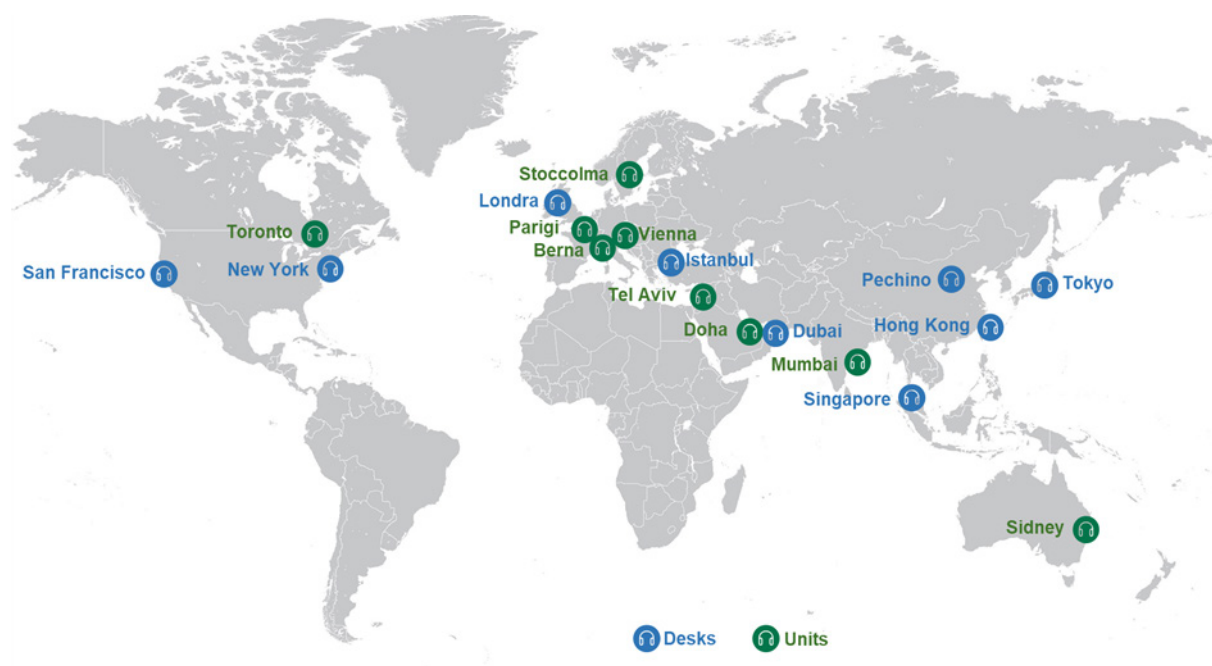 Stoccolma
Londra
Parigi
Vienna
Toronto
Berna
Istanbul
San Francisco
New York
Pechino
Tokyo
Tel Aviv
Hong Kong
Doha
Dubai
Mumbai
Singapore
Sidney
Desks
Units